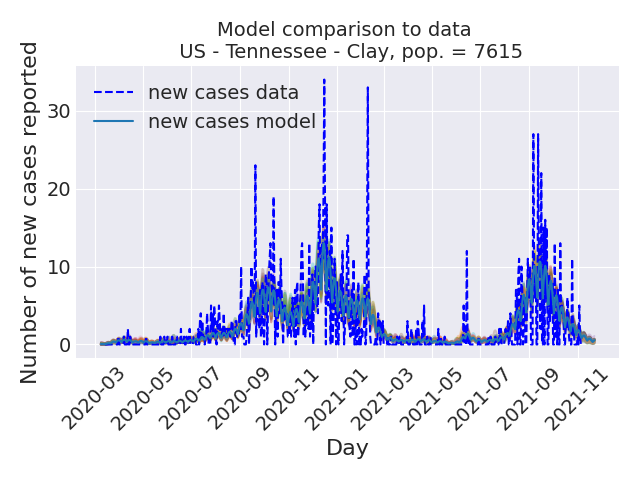 Model comparison to data
US - Tennessee - Clay, pop. = 7615
Number of new cases reported
new cases data
new cases model
30
20
10
0
2020-03
2020-05
2020-07
2020-09
2020-11
2021-01
2021-03
2021-05
2021-07
2021-09
2021-11
Day